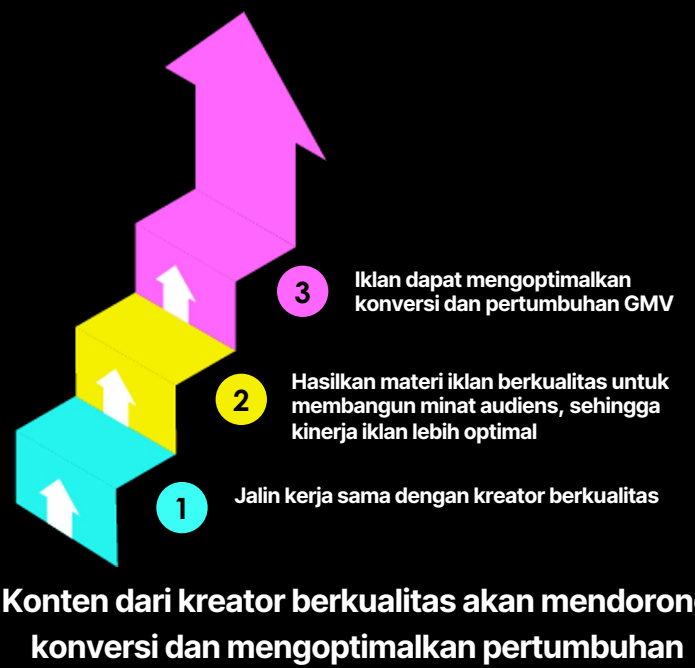 3
Iklan dapat mengoptimalkan
konversi dan pertumbuhan GMV
2
Hasilkan materi iklan berkualitas untuk
membangun minat audiens, sehingga
kinerja iklan lebih optimal
1
Jalin kerja sama dengan kreator berkualitas
Konten dari kreator berkualitas akan mendorong
konversi dan mengoptimalkan pertumbuhan